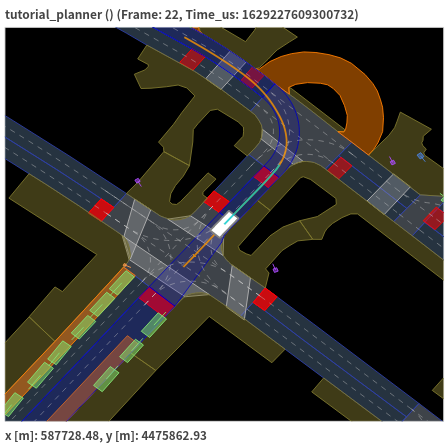 tutorial_planner () (Frame: 22, Time_us: 1629227609300732)
x [m]: 587728.48, y [m]: 4475862.93